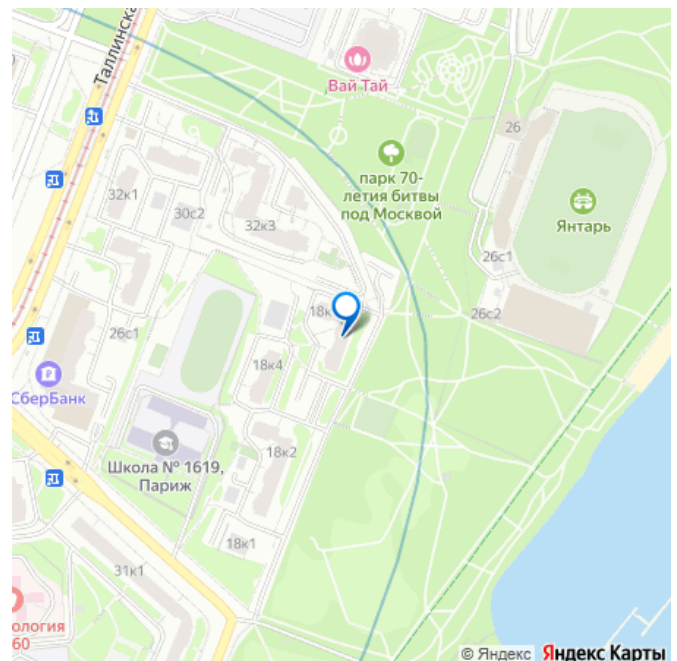 Таллинска
Вай Тай
26
парк 70-
летия битвы
под Москвой
32к1
Янтарь
30с2
32к3
26с1
18к
26с2
26с1
18к4
СберБанк
18к2
Школа № 1619,
Париж
18к1
31к1
ология
60
© Яндекс Яндекс Карты